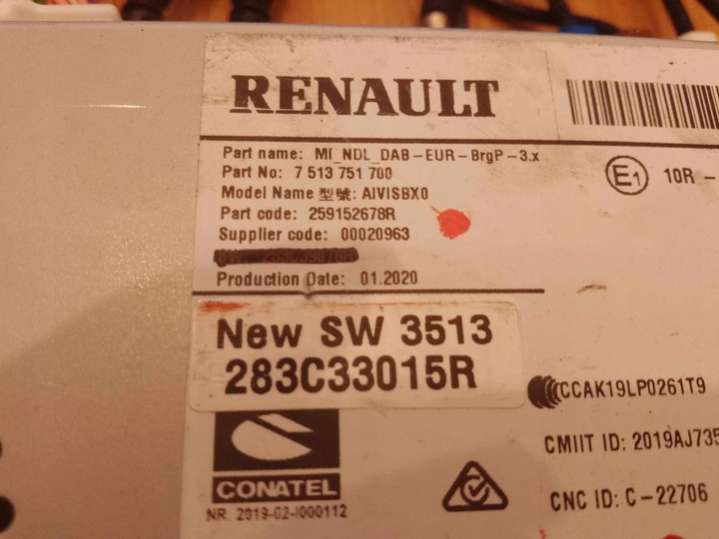 RENAULT
Part name: MI_NDL_DAB-EUR-BrgP-3.x
Part No: 7 513 751 700
Model Name 型號: AIVISBX0
Part code: 259152678R
Supplier code: 00020963
Production Date: 01.2020
E1 10R -
New SW 3513
283C33015R
CCAK19LP0261T9
CMIIT ID: 2019AJ735
CNC ID: C-22706
CONATEL
NR. 2019-02-I000112